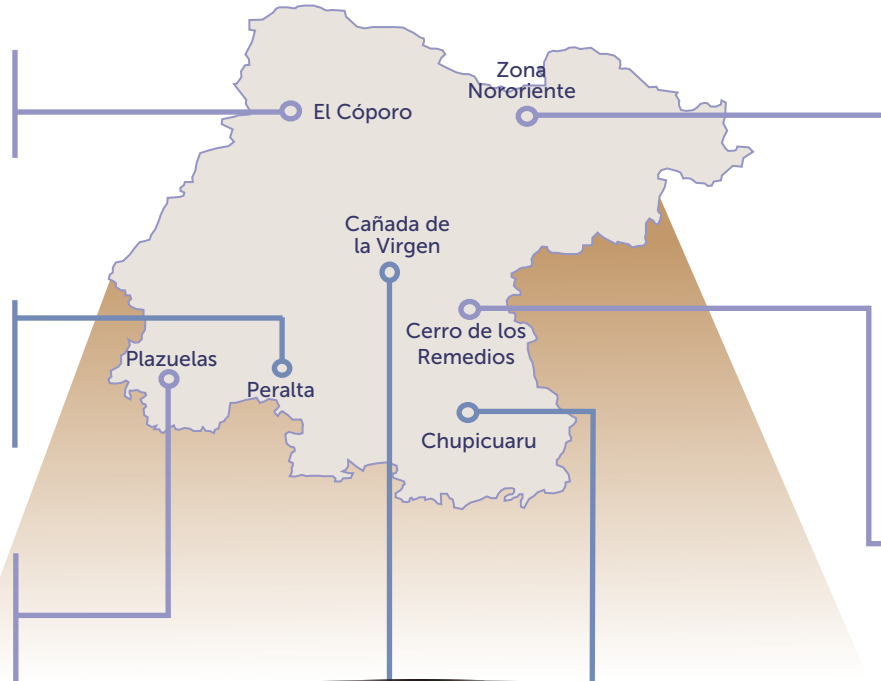 Zona
Nororiente
El Cóporo
Cañada de
la Virgen
Cerro de los
Remedios
Plazuelas
Peralta
Chupicuaru